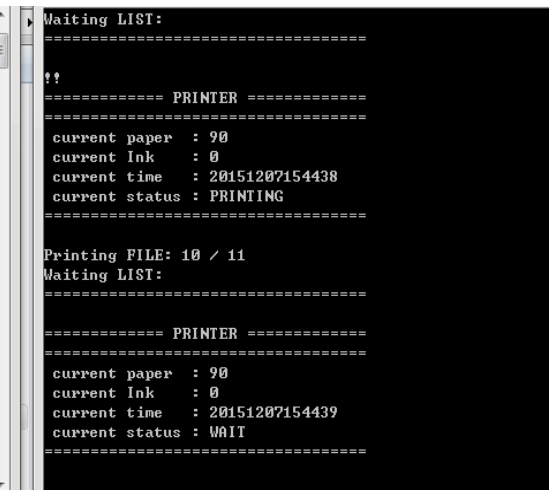 Waiting LIST:
==================================
!!
============= PRINTER =============
==================================
current paper : 90
current Ink : 0
current time : 20151207154438
current status : PRINTING
==================================
Printing FILE: 10 / 11
Waiting LIST:
==================================
============= PRINTER =============
==================================
current paper : 90
current Ink : 0
current time : 20151207154439
current status : WAIT
==================================